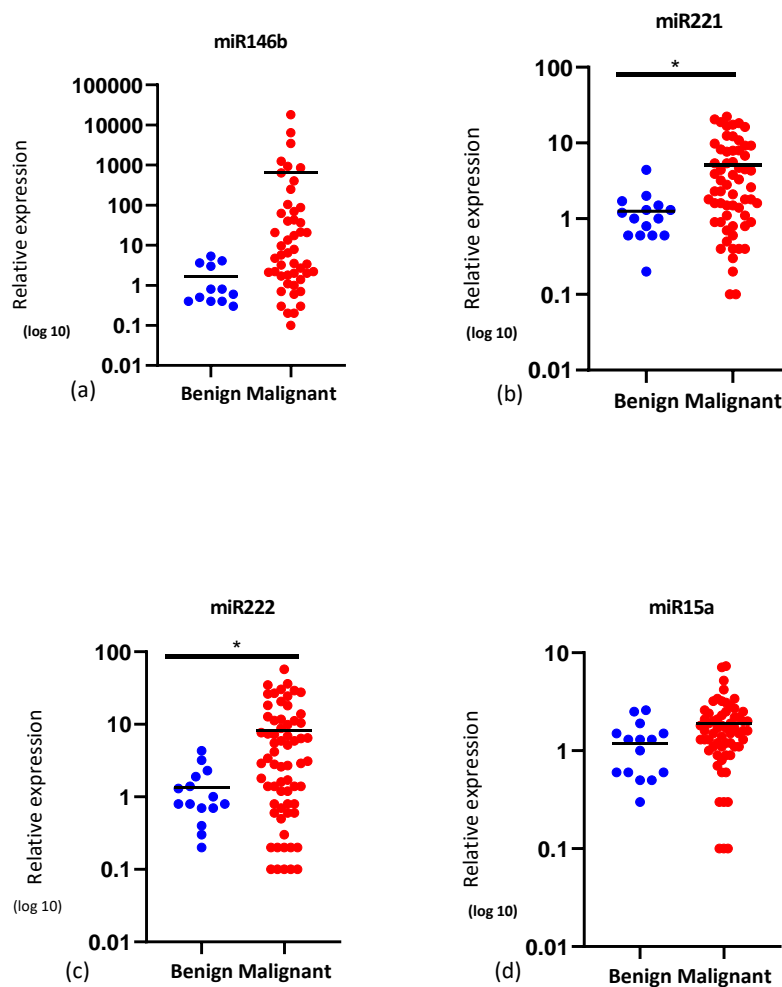 miR146b
100000
10000
1000
100
10
1
0.1
0.01
Relative expression
(log 10)
(a)
Benign Malignant
miR221
*
100
10
1
0.1
0.01
Relative expression
(log 10)
(b)
Benign Malignant
miR222
*
100
10
1
0.1
0.01
Relative expression
(log 10)
(c)
Benign Malignant
miR15a
10
1
0.1
0.01
Relative expression
(log 10)
(d)
Benign Malignant